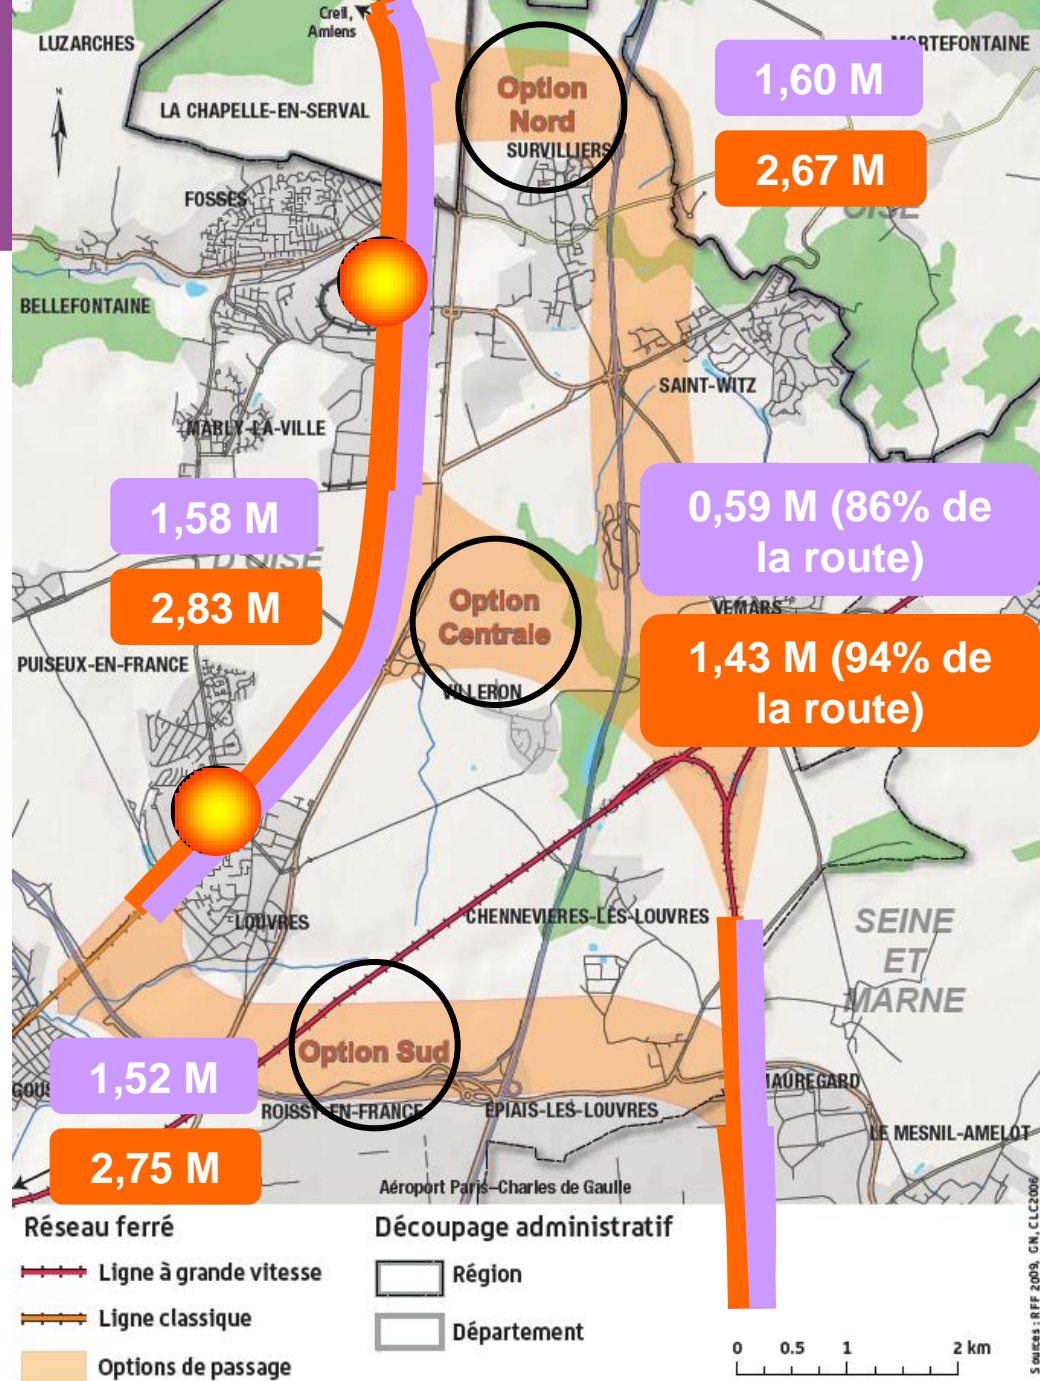 Creil,
Amiens
LUZARCHES
MORTEFONTAINE
N
LA CHAPELLE-EN-SERVAL
Option
Nord
SURVILLIERS
1,60 M
2,67 M
OISE
FOSSES
BELLEFONTAINE
SAINT-WITZ
MARLY-LA-VILLE
1,58 M
D'OISE
2,83 M
0,59 M (86% de
la route)
Option
Centrale
VEMARS
1,43 M (94% de
la route)
PUISEUX-EN-FRANCE
VILLERON
LOUVRES
CHENNEVIERES-LES-LOUVRES
SEINE
ET
MARNE
Option Sud
1,52 M
GOUS
ROISSY-EN-FRANCE
EPIAIS-LES-LOUVRES
MAUREGARD
LE MESNIL-AMELOT
2,75 M
Aéroport Paris–Charles de Gaulle
Réseau ferré
Ligne à grande vitesse
Ligne classique
Options de passage
Découpage administratif
Région
Département
0 0.5 1 2 km
Sources : RFF 2009, GN, CLC2006